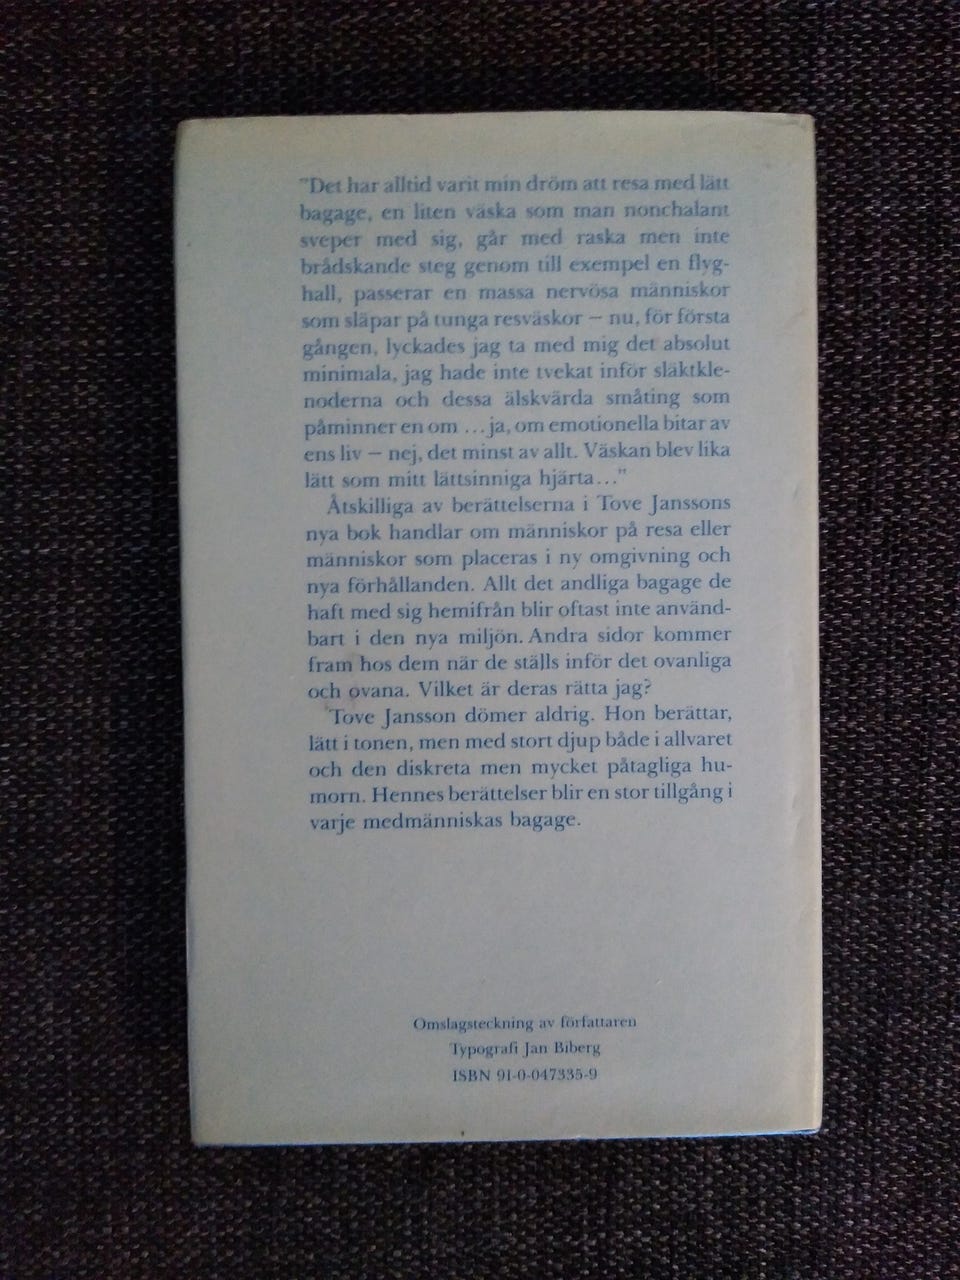 "Det har alltid varit min dröm att resa med lätt
bagage, en liten väska som man nonchalant
sveper med sig, går med raska men inte
brådskande steg genom till exempel en flyg-
hall, passerar en massa nervösa människor
som släpar på tunga resväskor – nu, för första
gången, lyckades jag ta med mig det absolut
minimala, jag hade inte tvekat inför släktkle-
noderna och dessa älskvärda småting som
påminner en om ... ja, om emotionella bitar av
ens liv – nej, det minst av allt. Väskan blev lika
lätt som mitt lättsinniga hjärta..."
Åtskilliga av berättelserna i Tove Janssons
nya bok handlar om människor på resa eller
människor som placeras i ny omgivning och
nya förhållanden. Allt det andliga bagage de
haft med sig hemifrån blir oftast inte använd-
bart i den nya miljön. Andra sidor kommer
fram hos dem när de ställs inför det ovanliga
och ovana. Vilket är deras rätta jag?
Tove Jansson dömer aldrig. Hon berättar,
lätt i tonen, men med stort djup både i allvaret
och den diskreta men mycket påtagliga hu-
morn. Hennes berättelser blir en stor tillgång i
varje medmänniskas bagage.
Omslagsteckning av författaren
Typografi Jan Biberg
ISBN 91-0-047335-9